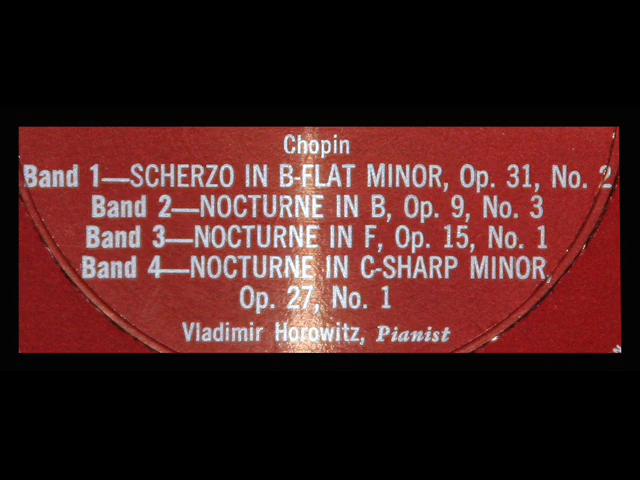 Chopin
Band 1—SCHERZO IN B-FLAT MINOR, Op. 31, No. 2
Band 2—NOCTURNE IN B, Op. 9, No. 3
Band 3—NOCTURNE IN F, Op. 15, No. 1
Band 4—NOCTURNE IN C-SHARP MINOR,
Op. 27, No. 1
Vladimir Horowitz, Pianist